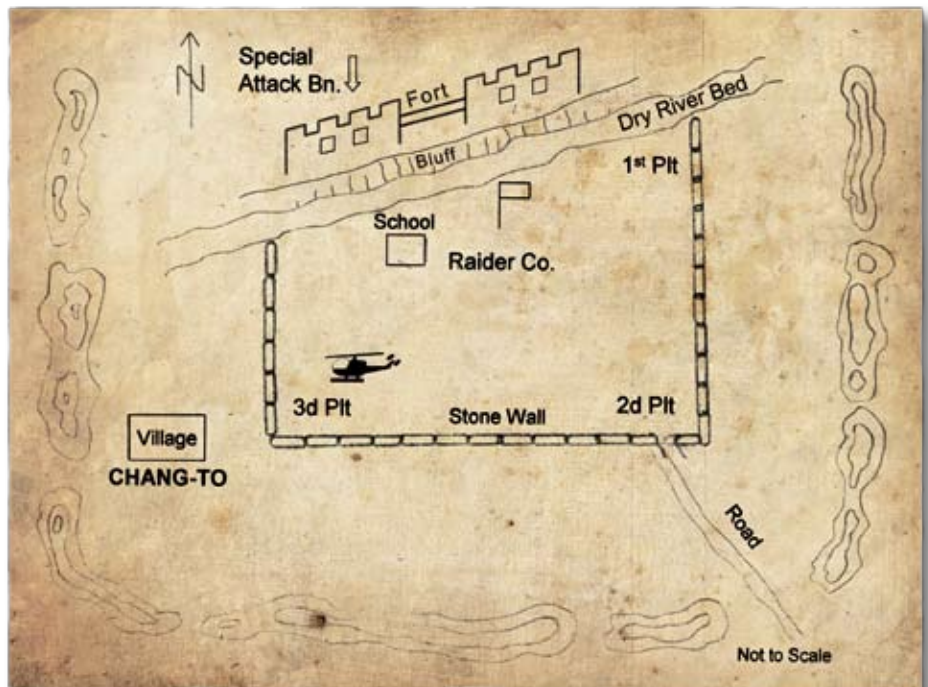 N
Special
Attack Bn.
Fort
Dry River Bed
Bluff
1st Plt
School
Raider Co.
3d Plt
Stone Wall
2d Plt
Village
CHANG-TO
Road
Not to Scale